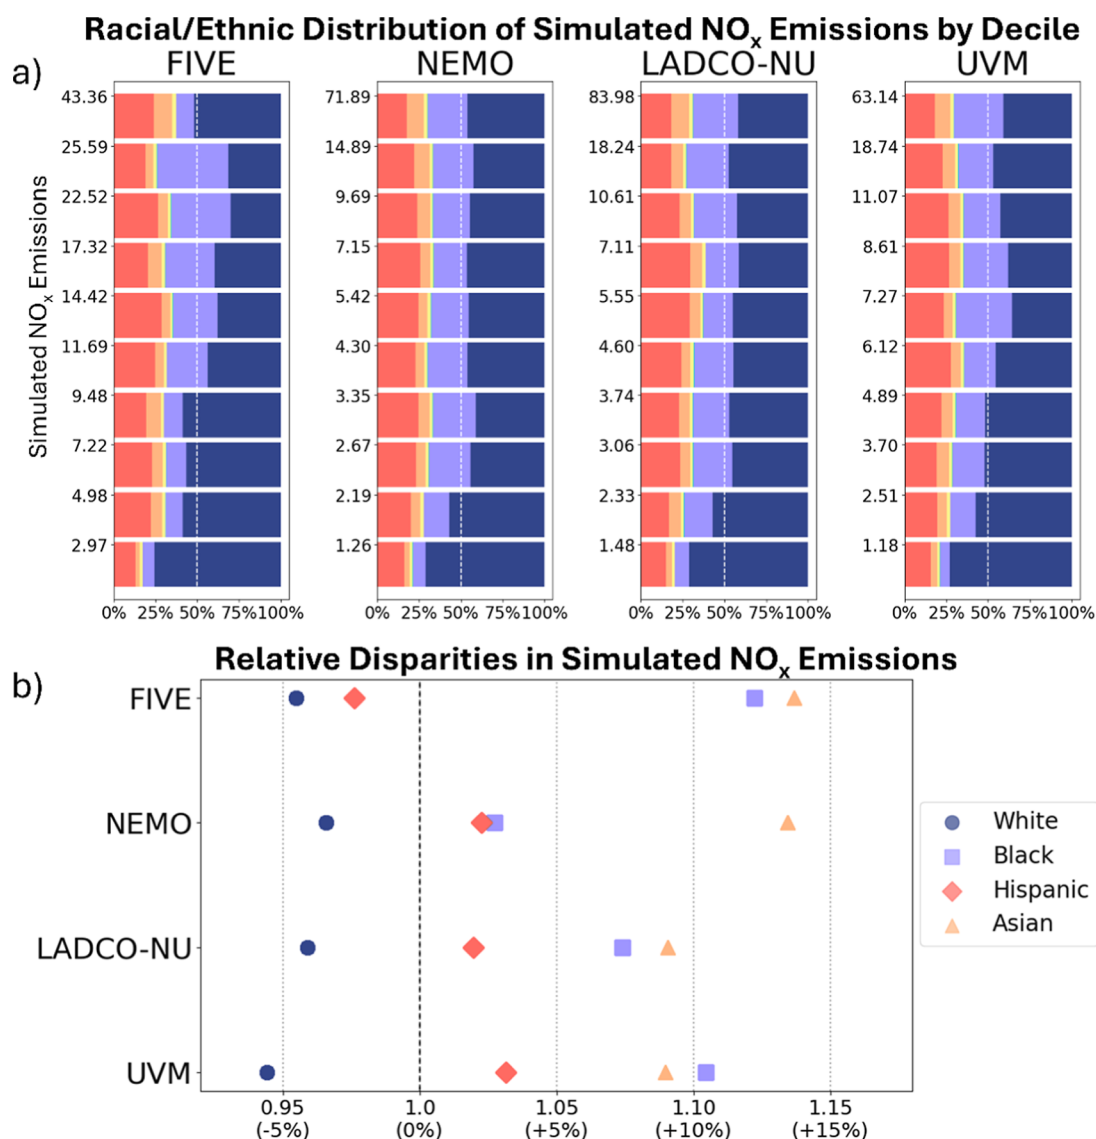 Racial/Ethnic Distribution of Simulated NOx Emissions by Decile
a)
FIVE NEMO LADCO-NU UVM
Simulated NOx Emissions
43.36 71.89 83.98 63.14
25.59 14.89 18.24 18.74
22.52 9.69 10.61 11.07
17.32 7.15 7.11 8.61
14.42 5.42 5.55 7.27
11.69 4.30 4.60 6.12
9.48 3.35 3.74 4.89
7.22 2.67 3.06 3.70
4.98 2.19 2.33 2.51
2.97 1.26 1.48 1.18
0% 25% 50% 75% 100% 0% 25% 50% 75% 100% 0% 25% 50% 75% 100% 0% 25% 50% 75% 100%
Relative Disparities in Simulated NOx Emissions
b)
FIVE
NEMO
LADCO-NU
UVM
White
Black
Hispanic
Asian
0.95 1.0 1.05 1.10 1.15
(-5%) (0%) (+5%) (+10%) (+15%)